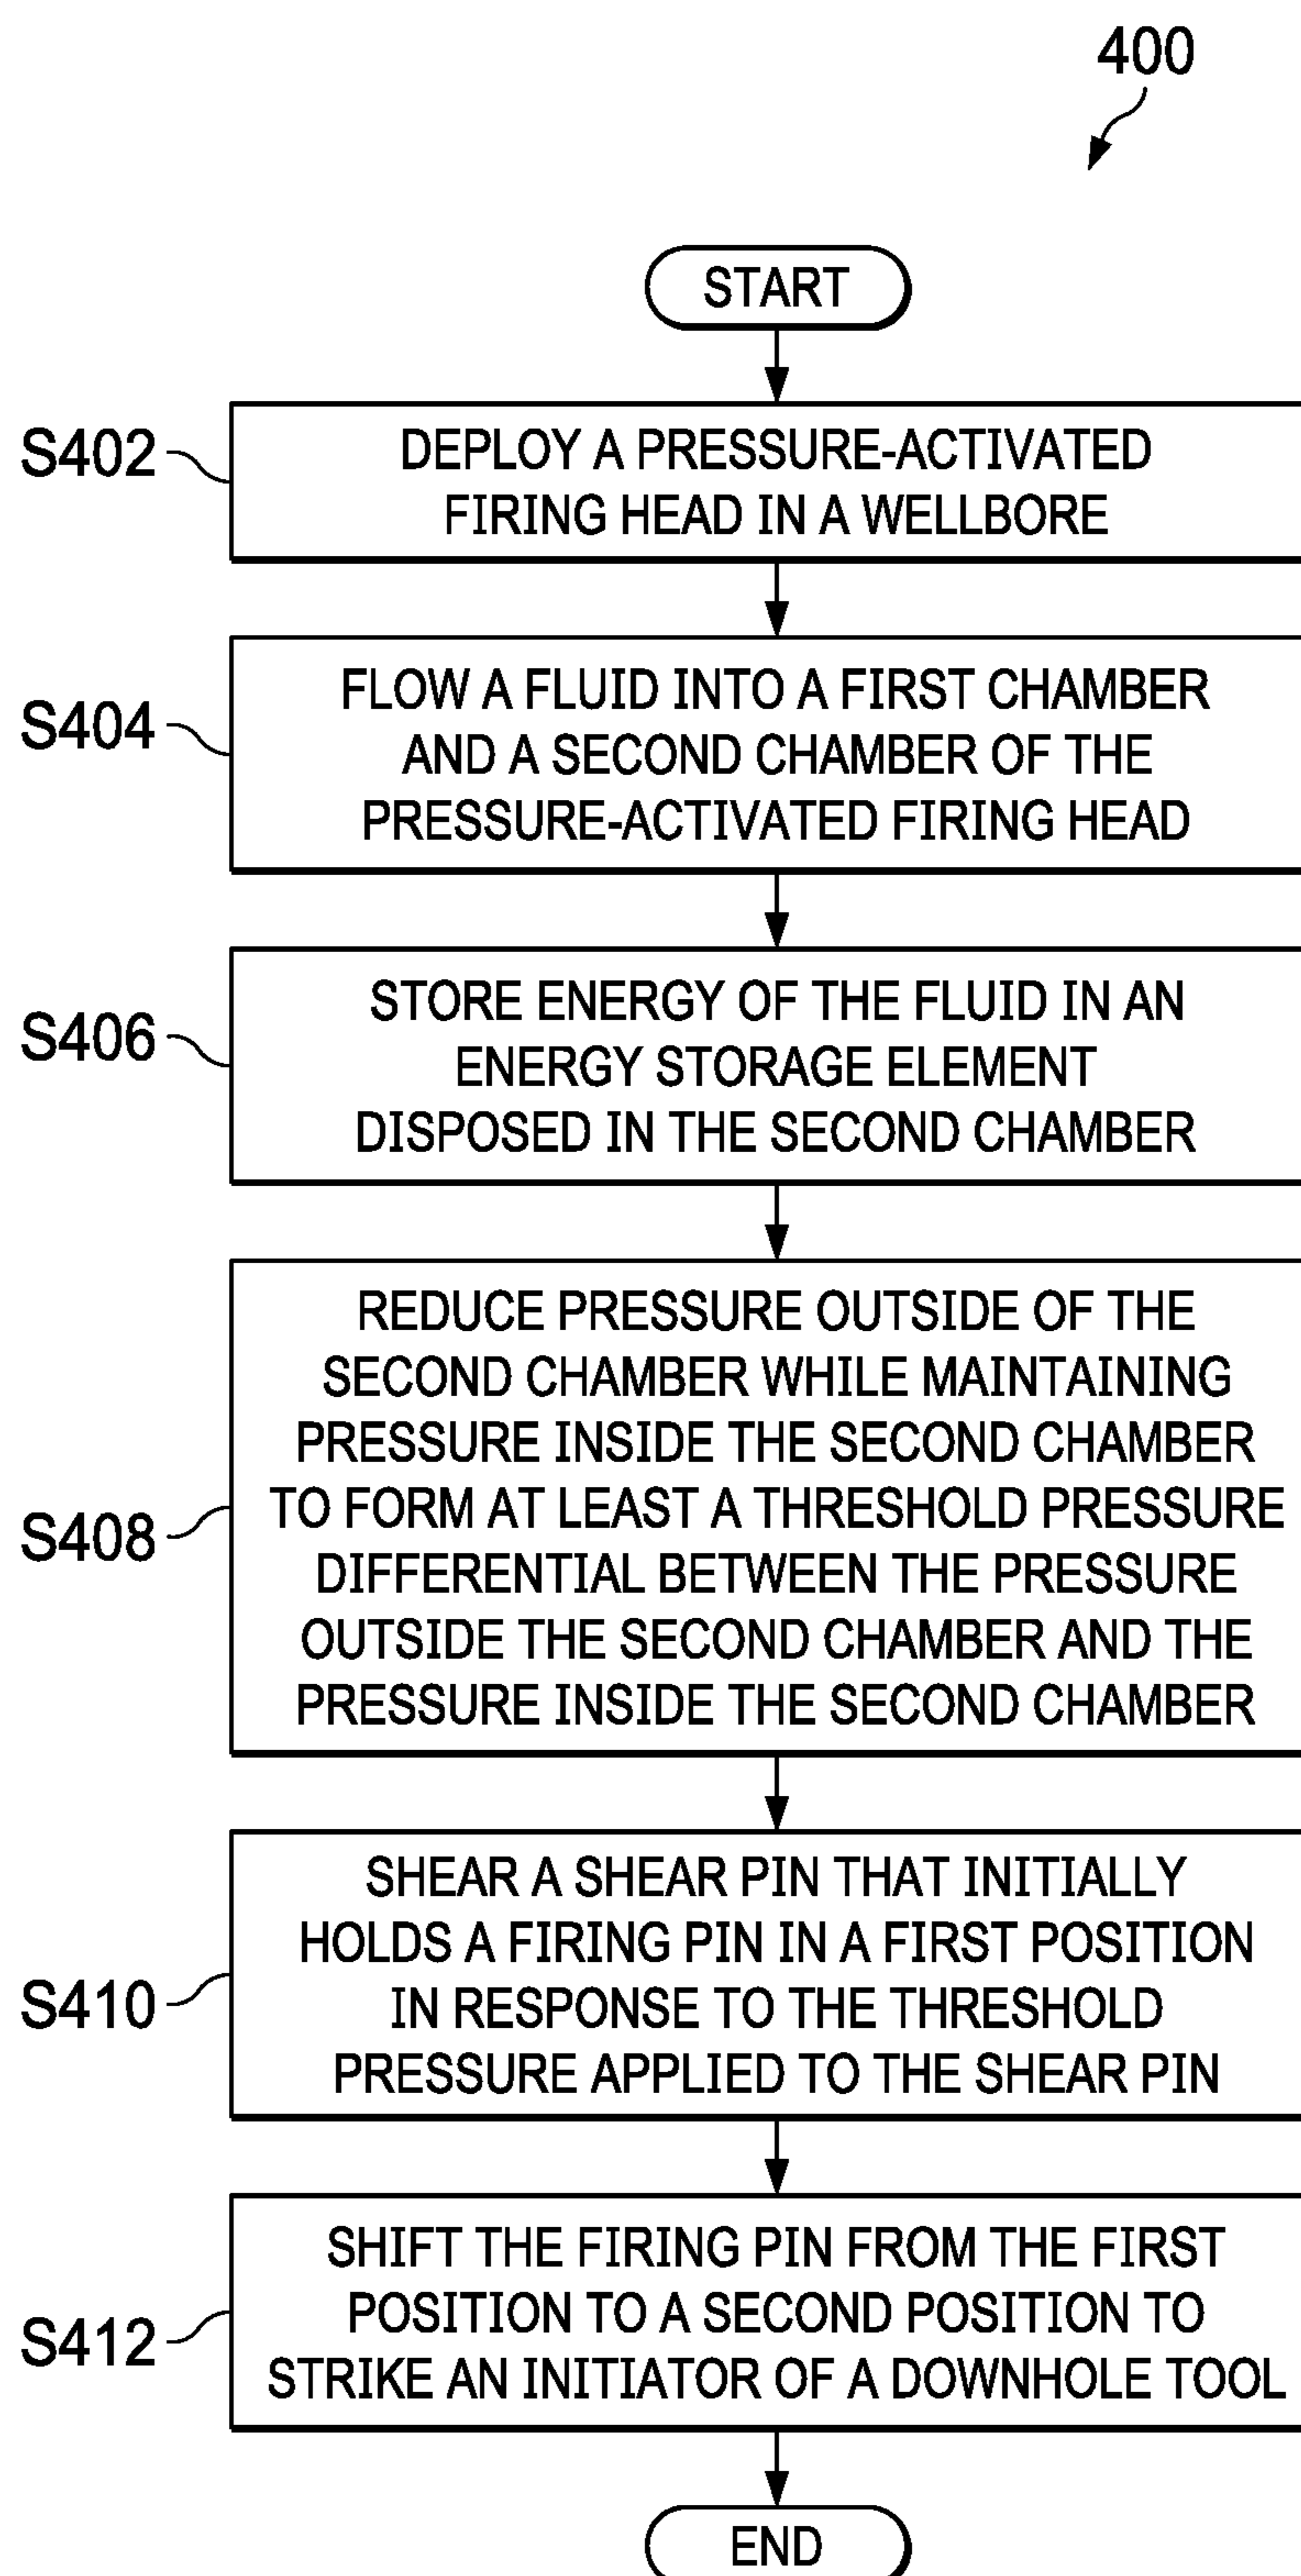 400
START
S402
DEPLOY A PRESSURE-ACTIVATED
FIRING HEAD IN A WELLBORE
S404
FLOW A FLUID INTO A FIRST CHAMBER
AND A SECOND CHAMBER OF THE
PRESSURE-ACTIVATED FIRING HEAD
S406
STORE ENERGY OF THE FLUID IN AN
ENERGY STORAGE ELEMENT
DISPOSED IN THE SECOND CHAMBER
S408
REDUCE PRESSURE OUTSIDE OF THE
SECOND CHAMBER WHILE MAINTAINING
PRESSURE INSIDE THE SECOND CHAMBER
TO FORM AT LEAST A THRESHOLD PRESSURE
DIFFERENTIAL BETWEEN THE PRESSURE
OUTSIDE THE SECOND CHAMBER AND THE
PRESSURE INSIDE THE SECOND CHAMBER
S410
SHEAR A SHEAR PIN THAT INITIALLY
HOLDS A FIRING PIN IN A FIRST POSITION
IN RESPONSE TO THE THRESHOLD
PRESSURE APPLIED TO THE SHEAR PIN
S412
SHIFT THE FIRING PIN FROM THE FIRST
POSITION TO A SECOND POSITION TO
STRIKE AN INITIATOR OF A DOWNHOLE TOOL
END